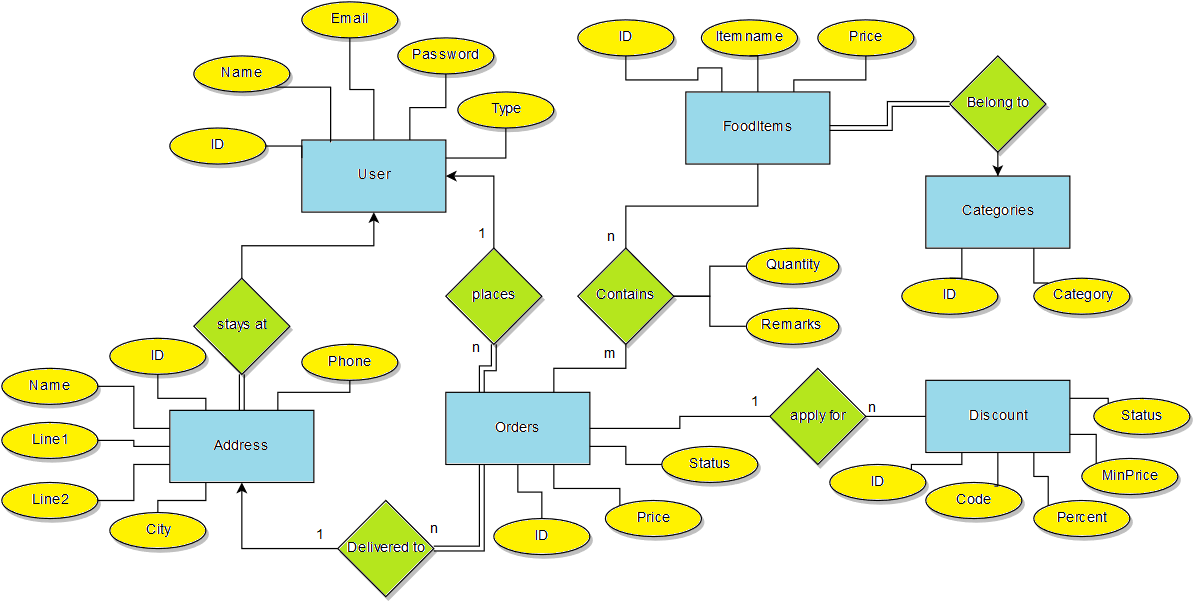 Email
ID
Itemname
Price
Password
Name
Belong to
Type
FoodItems
ID
User
Categories
1
n
Quantity
places
Contains
ID
Category
stays at
Remarks
n
m
ID
Phone
Name
1
apply for
n
Discount
Status
Orders
Line1
Address
Status
MinPrice
ID
Line2
Code
Price
Percent
City
1
Delivered to
n
ID